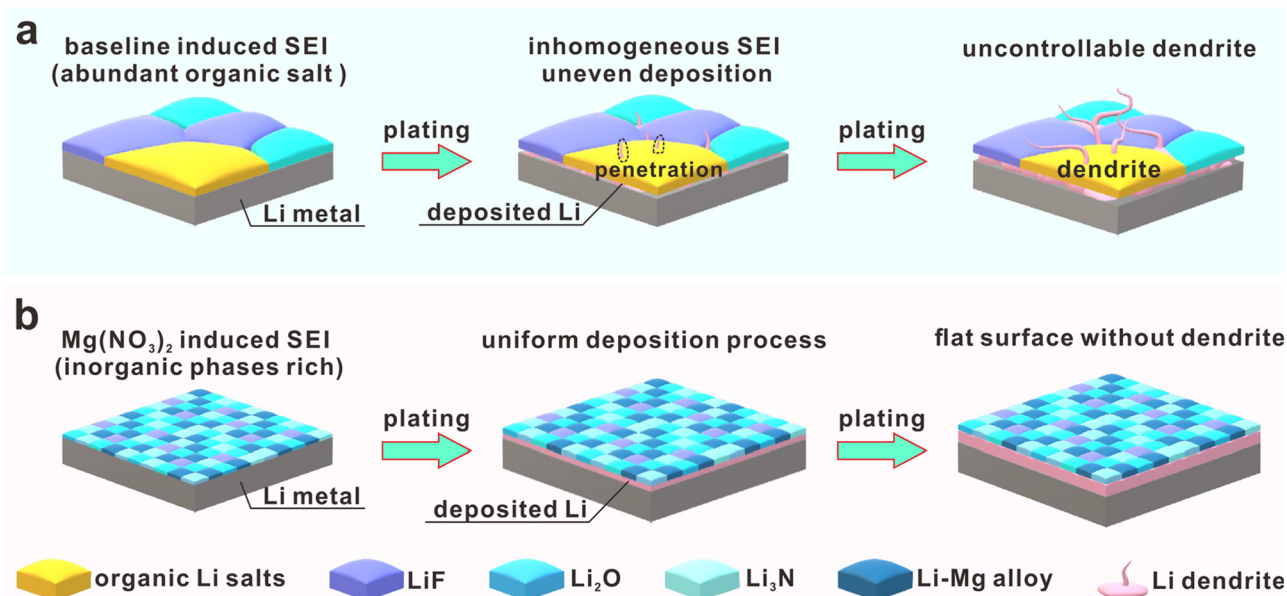 a
baseline induced SEI
(abundant organic salt )
inhomogeneous SEI
uneven deposition
uncontrollable dendrite
plating
plating
penetration
dendrite
Li metal
deposited Li
b
Mg(NO₃)₂ induced SEI
(inorganic phases rich)
uniform deposition process
flat surface without dendrite
plating
plating
Li metal
deposited Li
organic Li salts
LiF
Li₂O
Li₃N
Li-Mg alloy
Li dendrite